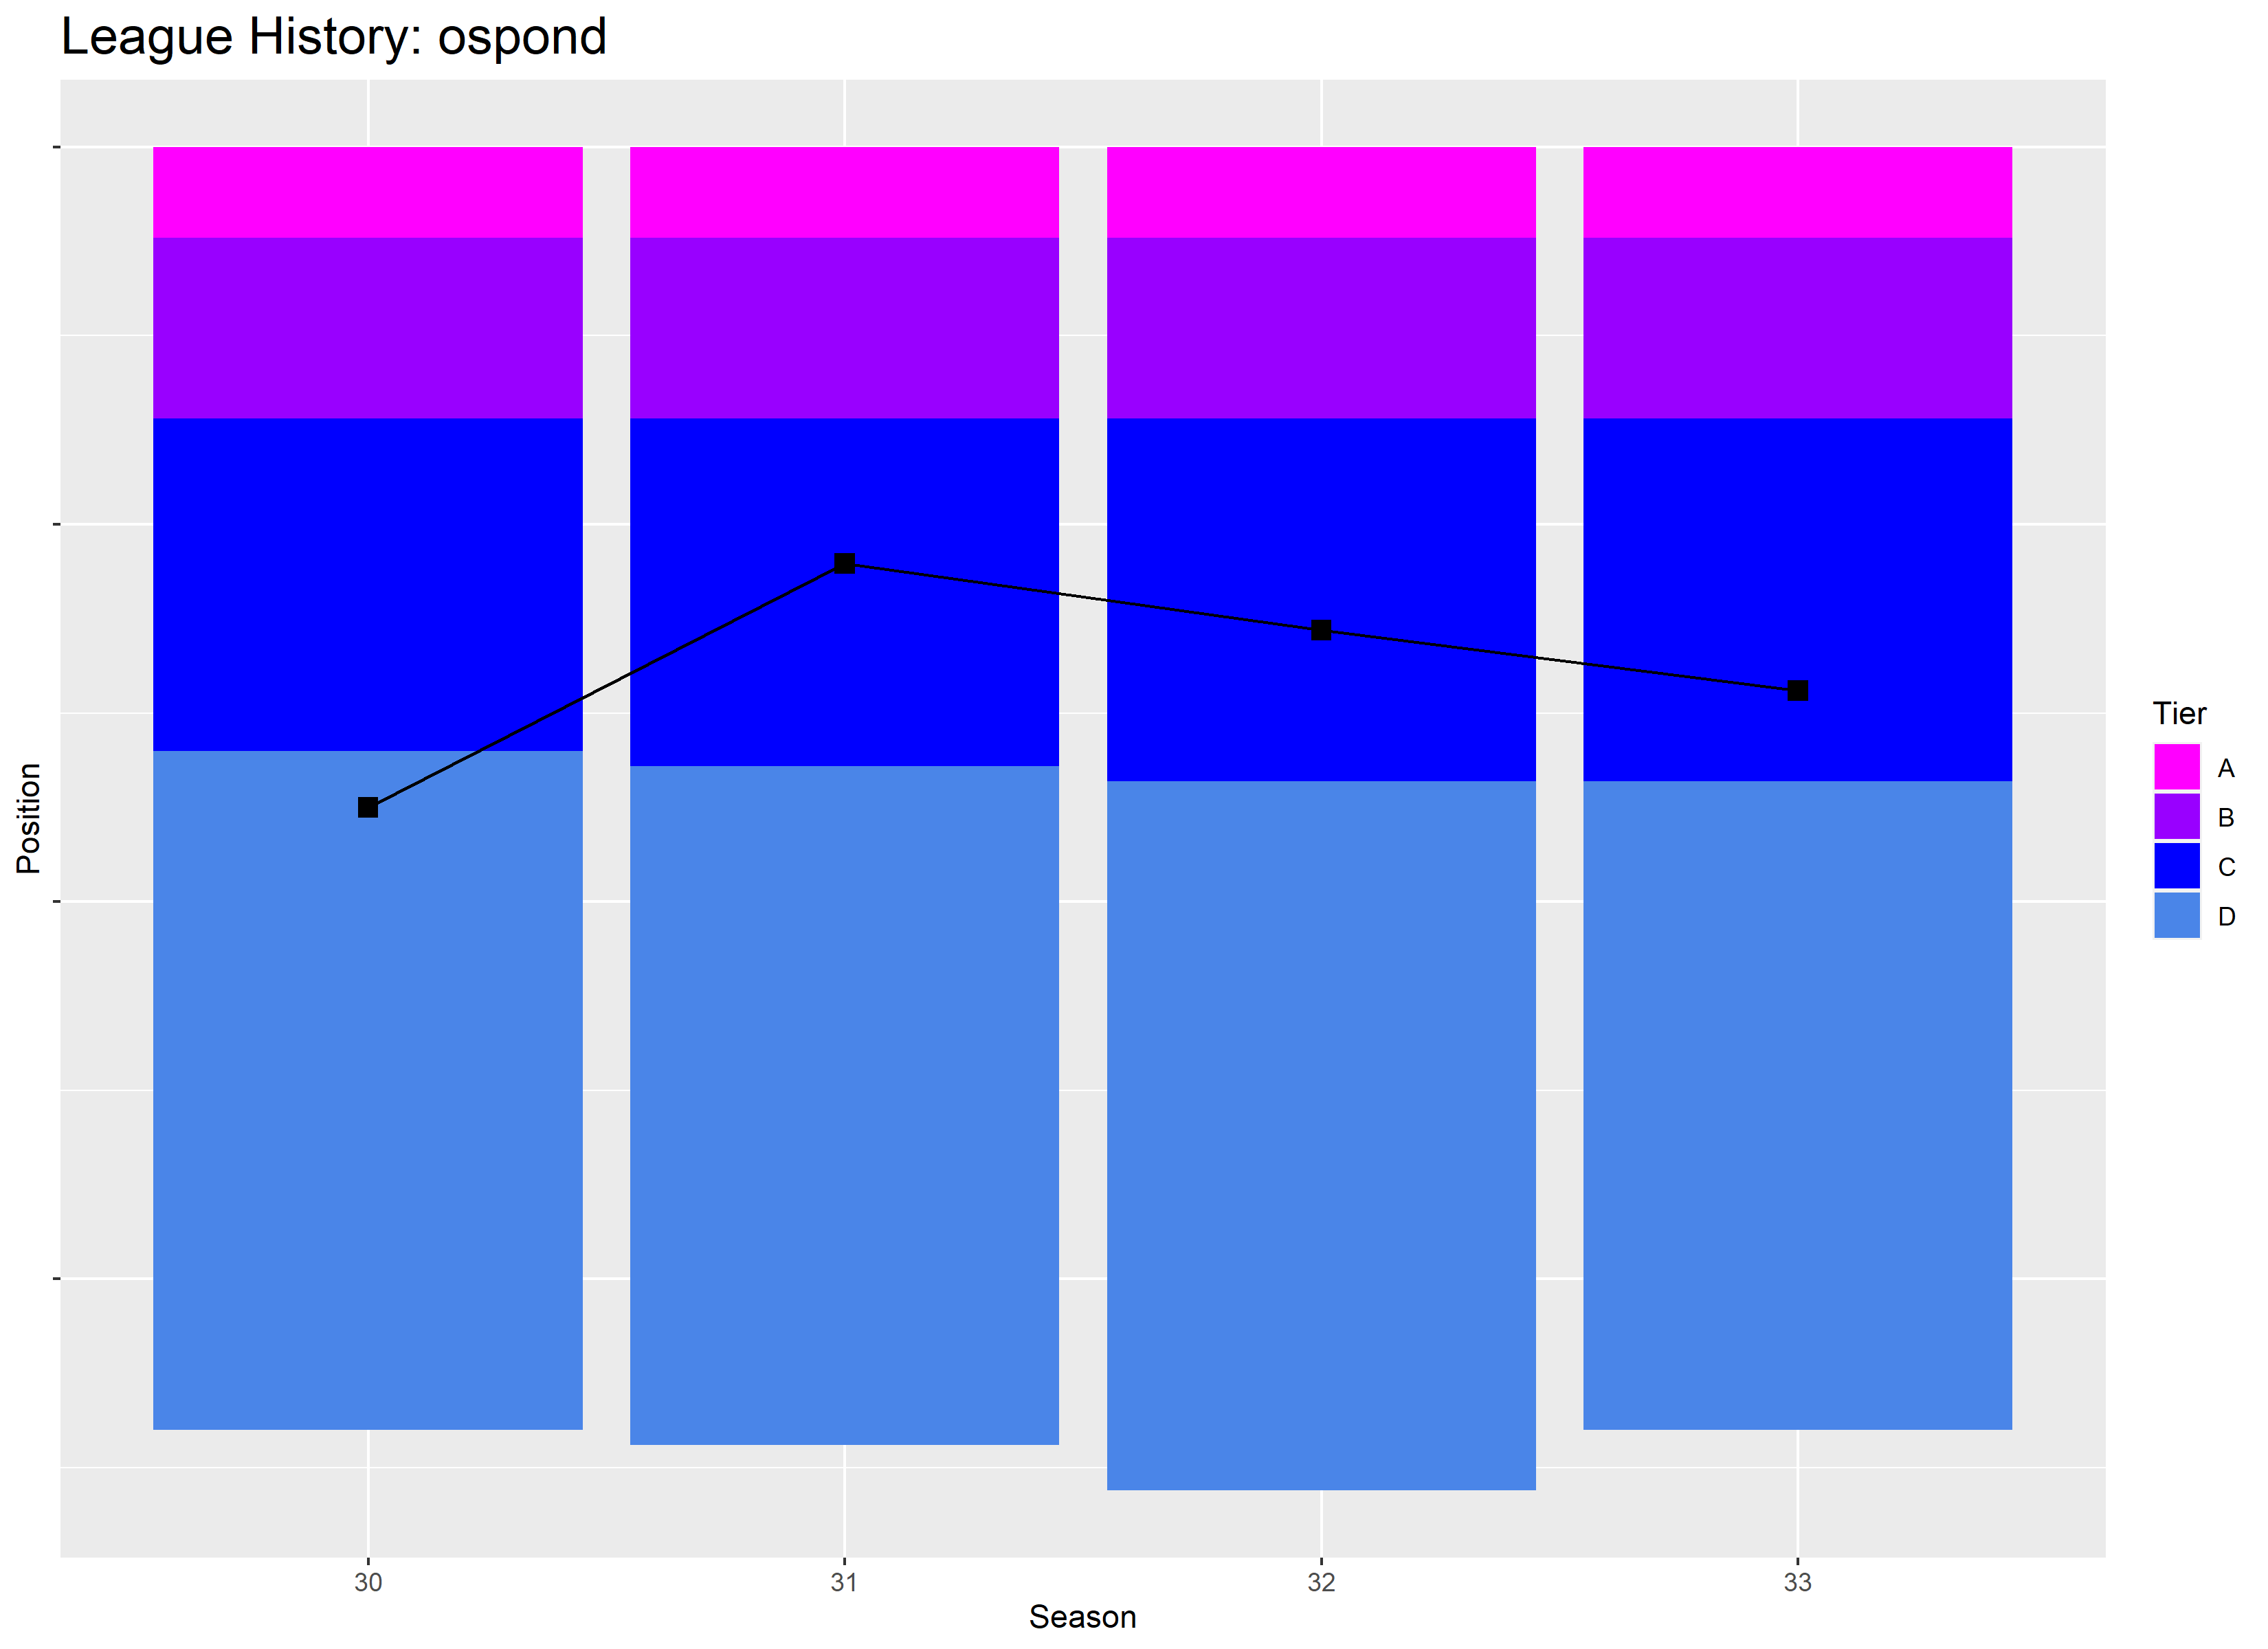 League History: ospond
Position
Tier
A
B
C
D
30
31
32
33
Season